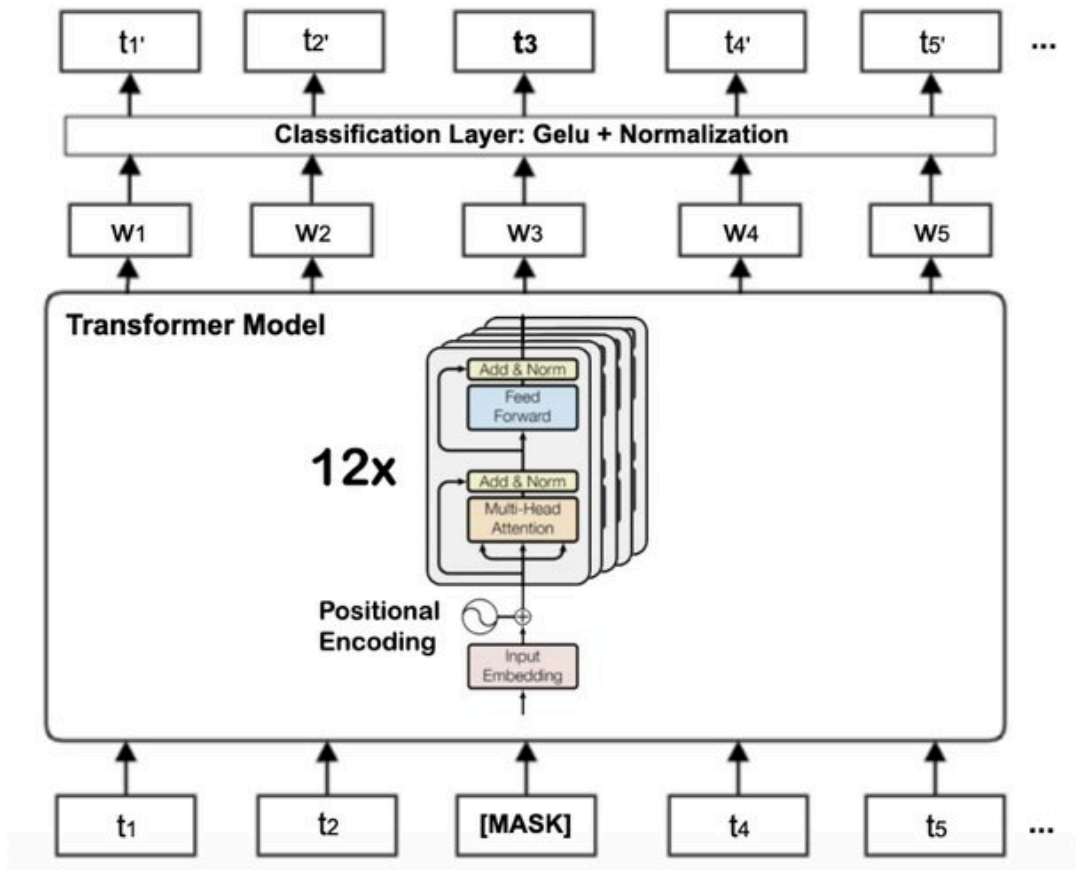 t1' t2' t3 t4' t5' ...
Classification Layer: Gelu + Normalization
w1 w2 w3 w4 w5
Transformer Model
Add & Norm
Feed
Forward
12x
Add & Norm
Multi-Head
Attention
Positional
Encoding
Input
Embedding
t1 t2 [MASK] t4 t5 ...